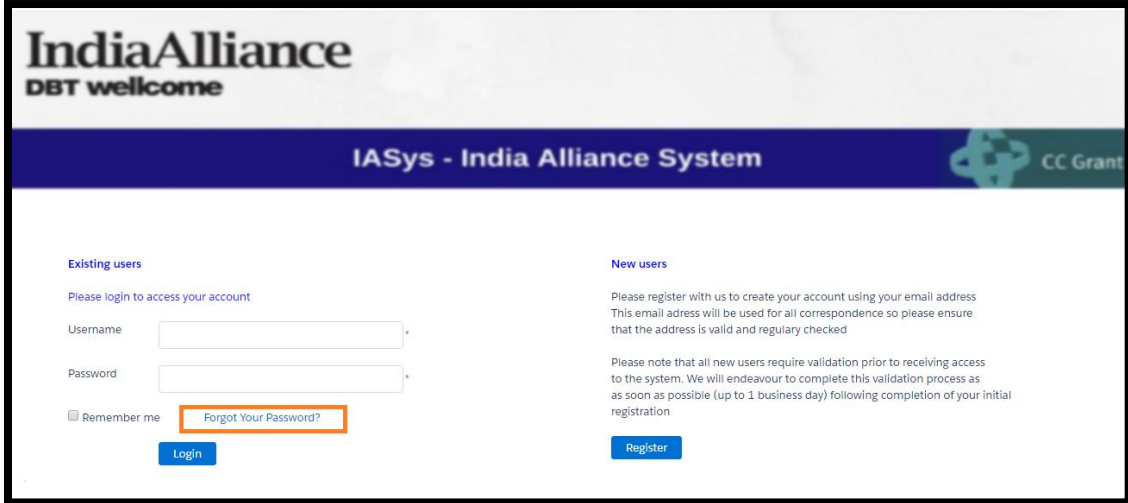 IndiaAlliance
DBT wellcome
IASys - India Alliance System
CC Grant
Existing users
Please login to access your account
Username
*
Password
*
Remember me
Forgot Your Password?
Login
New users
Please register with us to create your account using your email address
This email adress will be used for all correspondence so please ensure
that the address is valid and regulary checked
Please note that all new users require validation prior to receiving access
to the system. We will endeavour to complete this validation process as
as soon as possible (up to 1 business day) following completion of your initial
registration
Register